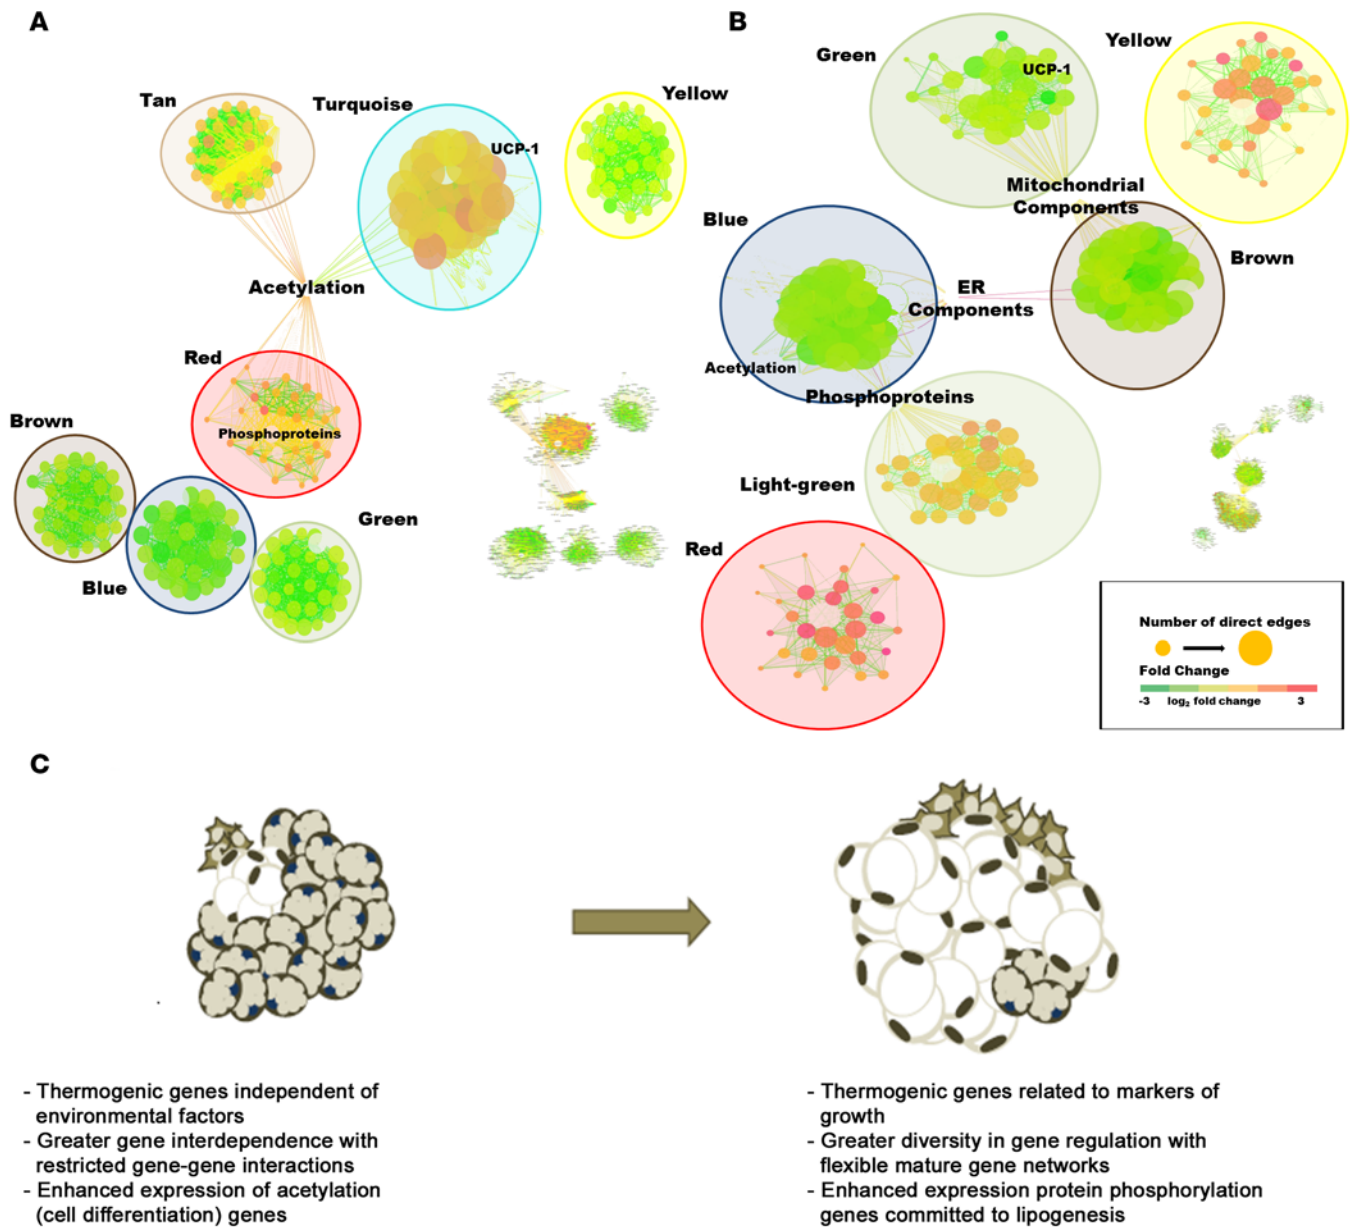 A
Tan
Turquoise
UCP-1
Yellow
Acetylation
Red
Phosphoproteins
Brown
Blue
Green
B
Green
UCP-1
Yellow
Mitochondrial
Components
Blue
Brown
ER
Components
Acetylation
Phosphoproteins
Light-green
Red
Number of direct edges
Fold Change
-3 log₂ fold change 3
C
- Thermogenic genes independent of
environmental factors
- Greater gene interdependence with
restricted gene-gene interactions
- Enhanced expression of acetylation
(cell differentiation) genes
- Thermogenic genes related to markers of
growth
- Greater diversity in gene regulation with
flexible mature gene networks
- Enhanced expression protein phosphorylation
genes committed to lipogenesis